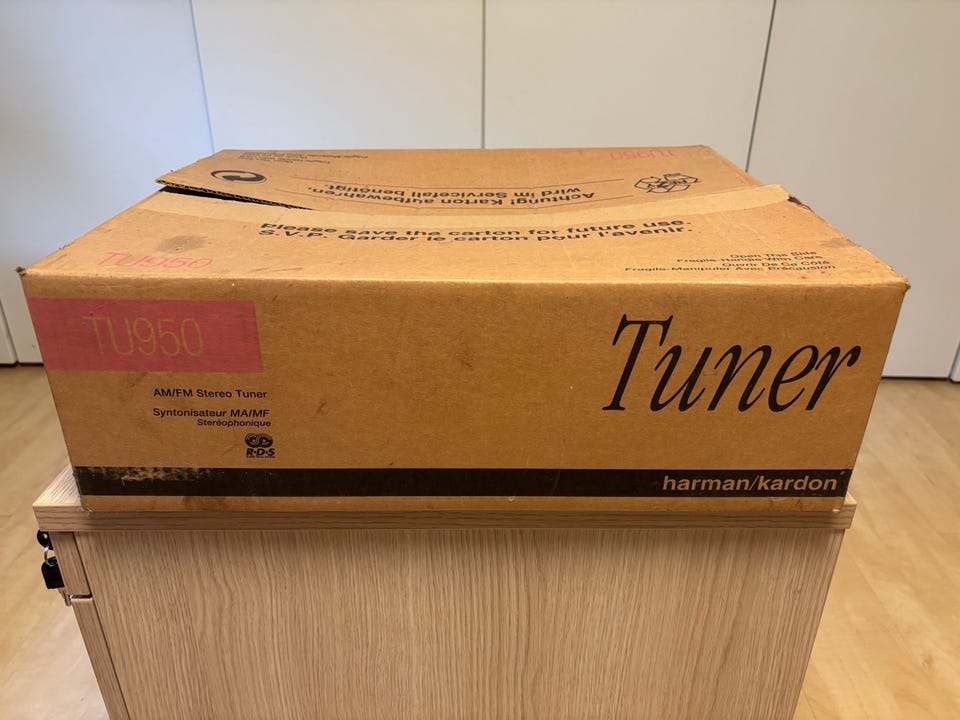 TU950
Achtung! Karton aufbewahren.
wird im Servicefall benötigt.
Please save the carton for future use.
S.V.P. Garder le carton pour l'avenir.
TU950
Open This Side
Fragile-Handle With Care
Ouvrir De Ce Côté
Fragile-Manipuler Avec Précaution
TU950
Tuner
AM/FM Stereo Tuner
Syntonisateur MA/MF
Stereóphonique
R·D·S
harman/kardon